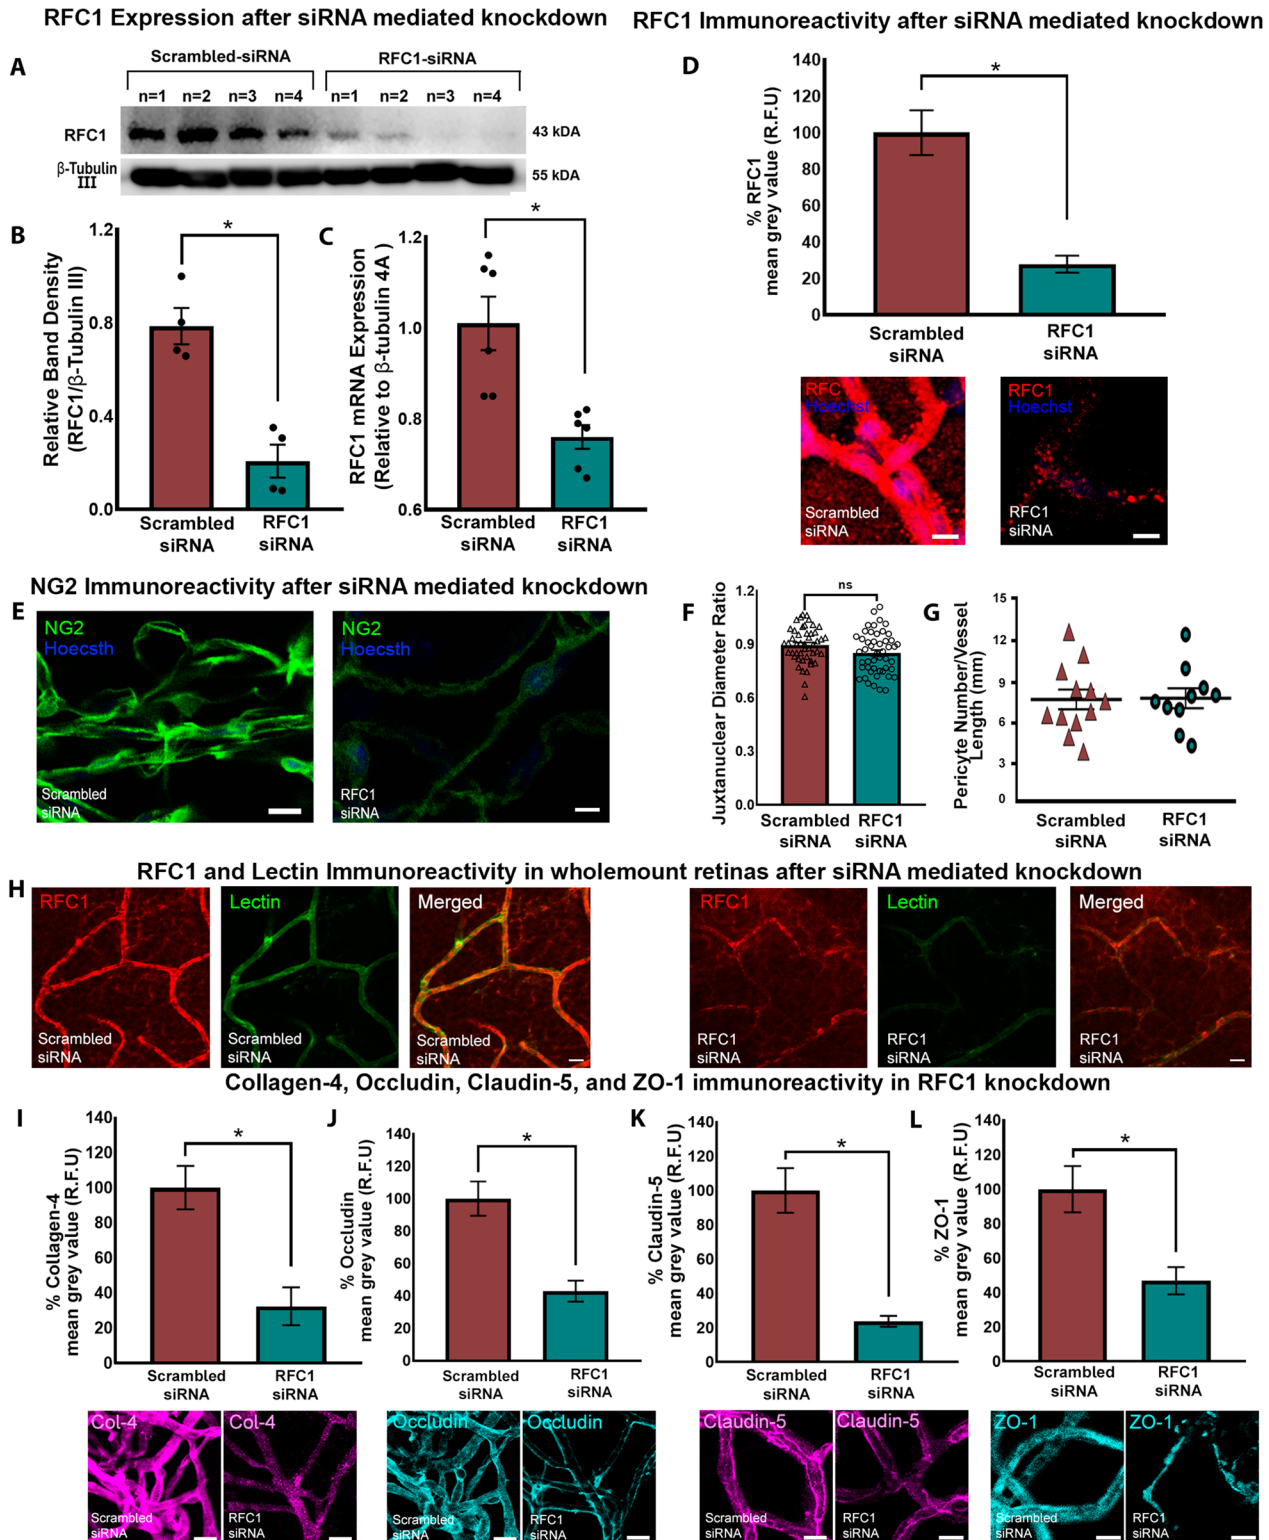 RFC1 Expression after siRNA mediated knockdown
RFC1 Immunoreactivity after siRNA mediated knockdown
A
Scrambled-siRNA
RFC1-siRNA
n=1 n=2 n=3 n=4 n=1 n=2 n=3 n=4
RFC1
43 kDA
β-Tubulin
III
55 kDA
B
Relative Band Density
(RFC1/β-Tubulin III)
1.2
0.8
0.4
0.0
*
Scrambled
siRNA
RFC1
siRNA
C
RFC1 mRNA Expression
(Relative to β-tubulin 4A )
1.2
1.0
0.8
0.6
*
Scrambled
siRNA
RFC1
siRNA
D
% RFC1
mean grey value (R.F.U)
140
120
100
80
60
40
20
0
*
Scrambled
siRNA
RFC1
siRNA
RFC
Hoechst
Scrambled
siRNA
RFC1
Hoechst
RFC1
siRNA
NG2 Immunoreactivity after siRNA mediated knockdown
E
NG2
Hoecsth
Scrambled
siRNA
NG2
Hoecsth
RFC1
siRNA
F
Juxtanuclear Diameter Ratio
1.2
0.9
0.6
0.3
0.0
ns
Scrambled
siRNA
RFC1
siRNA
G
Pericyte Number/Vessel
Length (mm)
15
12
9
6
3
0
Scrambled
siRNA
RFC1
siRNA
RFC1 and Lectin Immunoreactivity in wholemount retinas after siRNA mediated knockdown
H
RFC1
Scrambled
siRNA
Lectin
Scrambled
siRNA
Merged
Scrambled
siRNA
RFC1
RFC1
siRNA
Lectin
RFC1
siRNA
Merged
RFC1
siRNA
Collagen-4, Occludin, Claudin-5, and ZO-1 immunoreactivity in RFC1 knockdown
I
% Collagen-4
mean grey value (R.F.U)
140
120
100
80
60
40
20
0
*
Scrambled
siRNA
RFC1
siRNA
Col-4
Scrambled
siRNA
Col-4
RFC1
siRNA
J
% Occludin
mean grey value (R.F.U)
140
120
100
80
60
40
20
0
*
Scrambled
siRNA
RFC1
siRNA
Occludin
Scrambled
siRNA
Occludin
RFC1
siRNA
K
% Claudin-5
mean grey value (R.F.U)
140
120
100
80
60
40
20
0
*
Scrambled
siRNA
RFC1
siRNA
Claudin-5
Scrambled
siRNA
Claudin-5
RFC1
siRNA
L
% ZO-1
mean grey value (R.F.U)
140
120
100
80
60
40
20
0
*
Scrambled
siRNA
RFC1
siRNA
ZO-1
Scrambled
siRNA
ZO-1
RFC1
siRNA